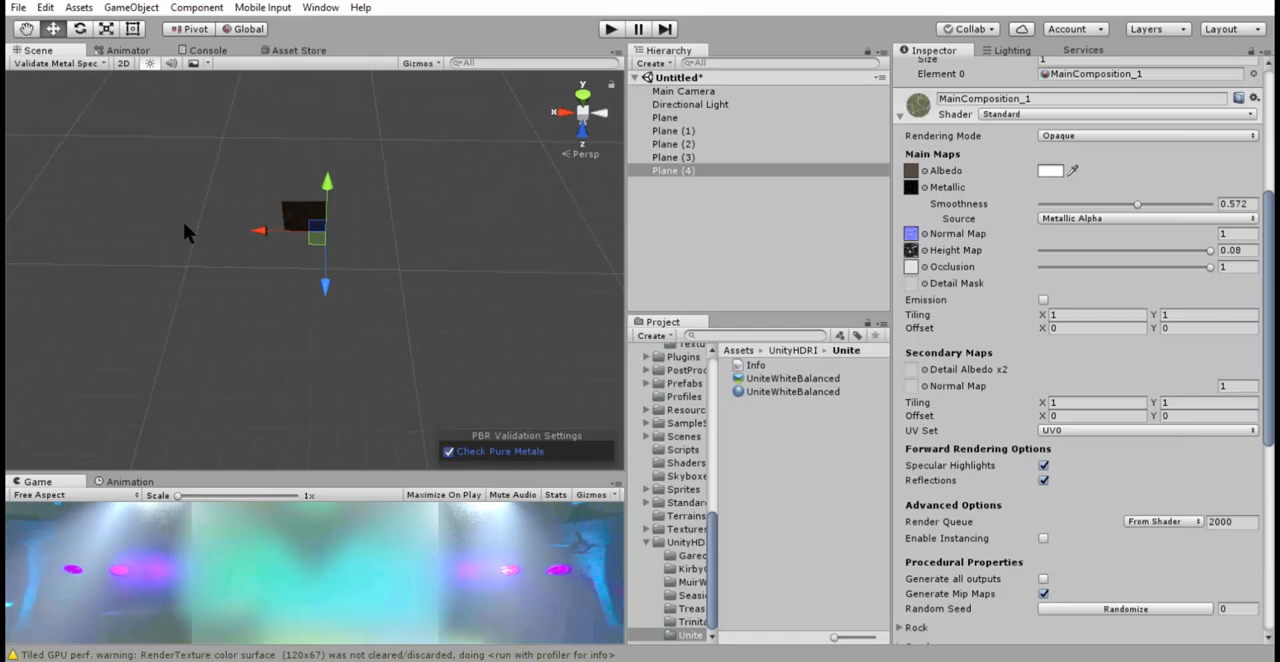 File Edit Assets GameObject Component Mobile Input Window Help
Pivot Global Collab Account Layers Layout
Scene Animator Console Asset Store
Validate Metal Spec 2D Gizmos All
y
x
z
Persp
PBR Validation Settings
Check Pure Metals
Game Animation
Free Aspect Scale 1x Maximize On Play Mute Audio Stats Gizmos
Hierarchy
Create All
Untitled*
Main Camera
Directional Light
Plane
Plane (1)
Plane (2)
Plane (3)
Plane (4)
Project
Create
Plugins
PostProc
Prefabs
Profiles
Resourc
SampleS
Scenes
Scripts
Shaders
Skyboxe
Sprites
Standar
Terrains
Textures
UnityHD
Gared
KirbyC
MuirW
Seasid
Treas
Trinita
Unite
Assets UnityHDRI Unite
Info
UniteWhiteBalanced
UniteWhiteBalanced
Inspector Lighting Services
Size 1
Element 0 MainComposition_1
MainComposition_1
Shader Standard
Rendering Mode Opaque
Main Maps
Albedo
Metallic
Smoothness 0.572
Source Metallic Alpha
Normal Map 1
Height Map 0.08
Occlusion 1
Detail Mask
Emission
Tiling X 1 Y 1
Offset X 0 Y 0
Secondary Maps
Detail Albedo x2
Normal Map 1
Tiling X 1 Y 1
Offset X 0 Y 0
UV Set UV0
Forward Rendering Options
Specular Highlights
Reflections
Advanced Options
Render Queue From Shader 2000
Enable Instancing
Procedural Properties
Generate all outputs
Generate Mip Maps
Random Seed Randomize 0
Rock
Tiled GPU perf. warning: RenderTexture color surface (120x67) was not cleared/discarded, doing <run with profiler for info>